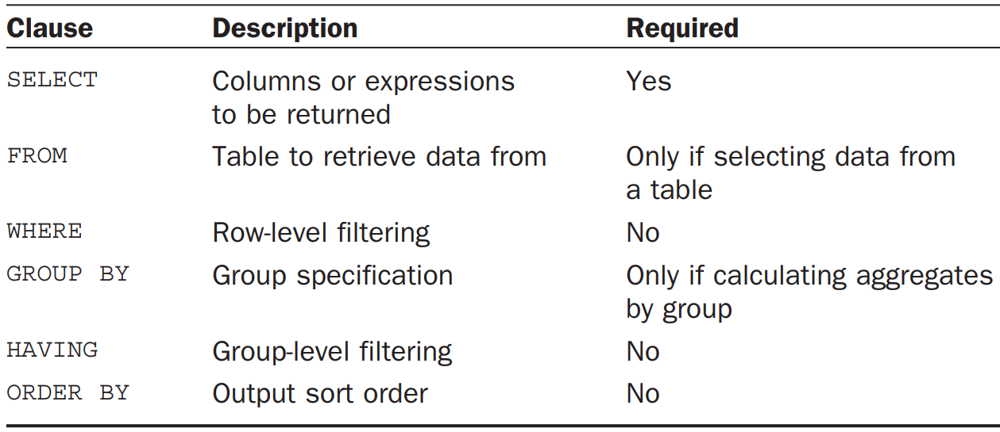 Clause Description Required
SELECT Columns or expressions Yes
to be returned
FROM Table to retrieve data from Only if selecting data from
a table
WHERE Row-level filtering No
GROUP BY Group specification Only if calculating aggregates
by group
HAVING Group-level filtering No
ORDER BY Output sort order No